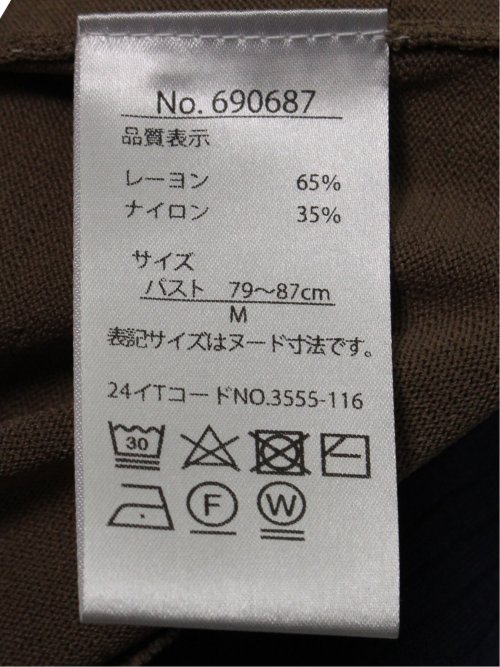 No. 690687
品質表示
レーヨン 65%
ナイロン 35%
サイズ
バスト 79～87cm
M
表記サイズはヌード寸法です。
24イTコードNO.3555-116
30
F W